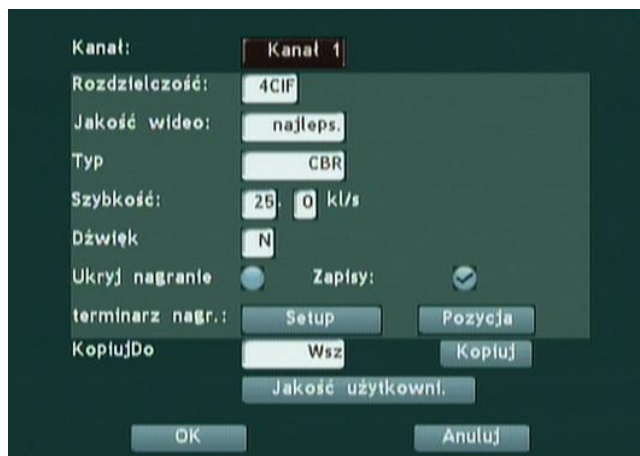 Kanał: Kanał 1
Rozdzielczość: 4CIF
Jakość wideo: najleps.
Typ CBR
Szybkość: 25. 0 kl/s
Dźwięk N
Ukryj nagranie Zapisy:
terminarz nagr.: Setup Pozycja
KopiujDo Wsz Kopiuj
Jakość użytkowni.
OK Anuluj